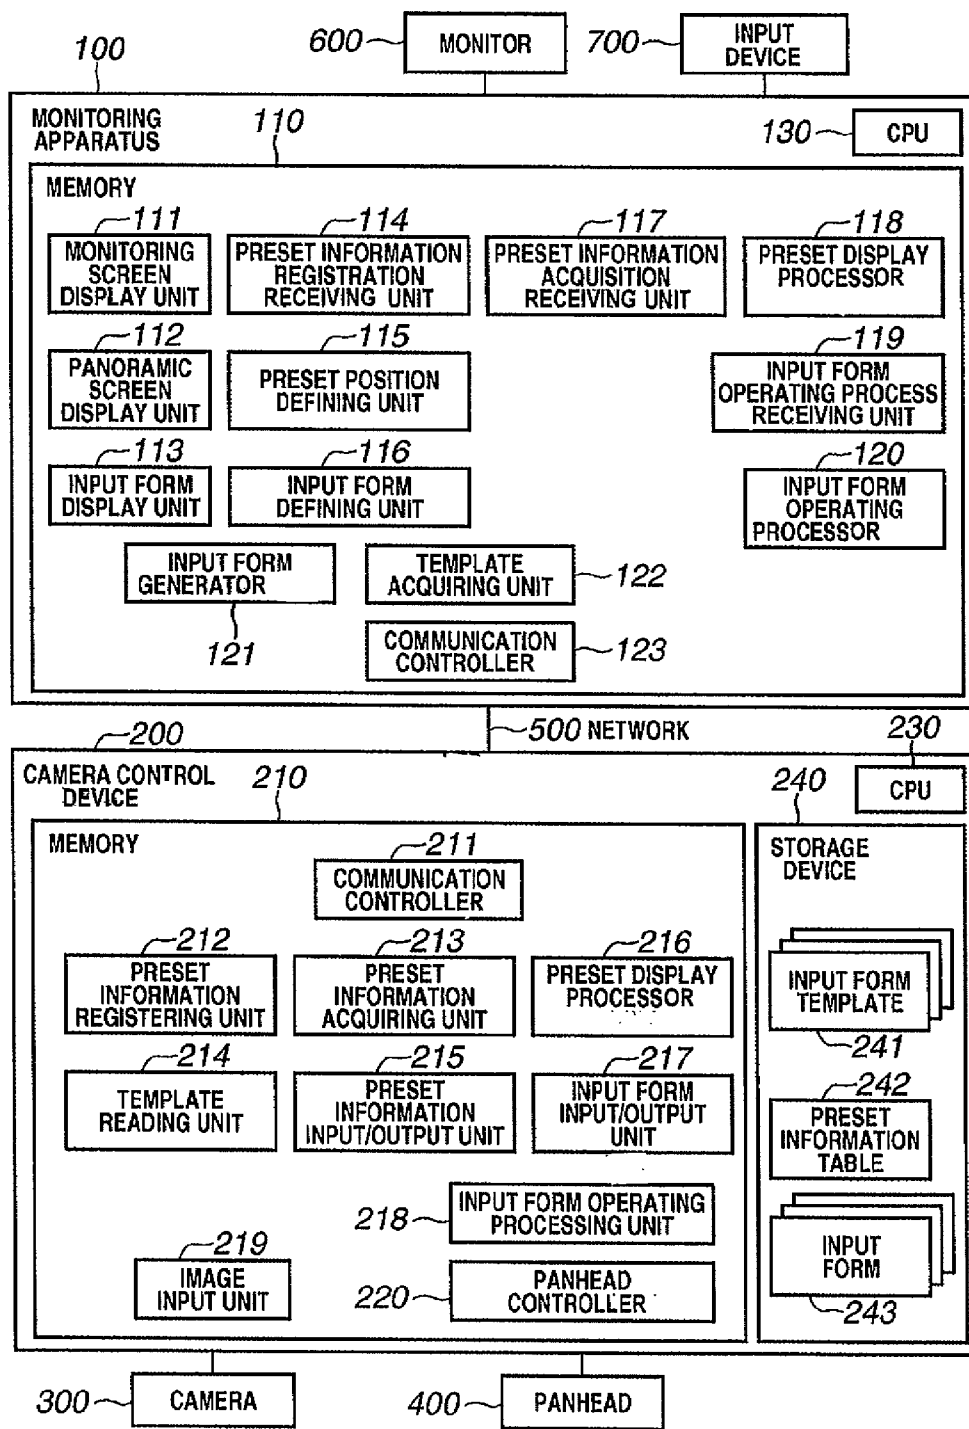 600
MONITOR
700
INPUT
DEVICE
100
MONITORING
APPARATUS
110
130
CPU
MEMORY
111
MONITORING
SCREEN
DISPLAY UNIT
114
PRESET INFORMATION
REGISTRATION
RECEIVING UNIT
117
PRESET INFORMATION
ACQUISITION
RECEIVING UNIT
118
PRESET DISPLAY
PROCESSOR
112
PANORAMIC
SCREEN
DISPLAY UNIT
115
PRESET POSITION
DEFINING UNIT
119
INPUT FORM
OPERATING PROCESS
RECEIVING UNIT
113
INPUT FORM
DISPLAY UNIT
116
INPUT FORM
DEFINING UNIT
120
INPUT FORM
OPERATING
PROCESSOR
INPUT FORM
GENERATOR
121
TEMPLATE
ACQUIRING UNIT
122
COMMUNICATION
CONTROLLER
123
500 NETWORK
200
CAMERA CONTROL
DEVICE
210
230
CPU
240
MEMORY
211
COMMUNICATION
CONTROLLER
STORAGE
DEVICE
212
PRESET
INFORMATION
REGISTERING UNIT
213
PRESET
INFORMATION
ACQUIRING UNIT
216
PRESET DISPLAY
PROCESSOR
INPUT FORM
TEMPLATE
241
214
TEMPLATE
READING UNIT
215
PRESET
INFORMATION
INPUT/OUTPUT UNIT
217
INPUT FORM
INPUT/OUTPUT
UNIT
242
PRESET
INFORMATION
TABLE
218
INPUT FORM OPERATING
PROCESSING UNIT
219
IMAGE
INPUT UNIT
220
PANHEAD
CONTROLLER
INPUT
FORM
243
300
CAMERA
400
PANHEAD